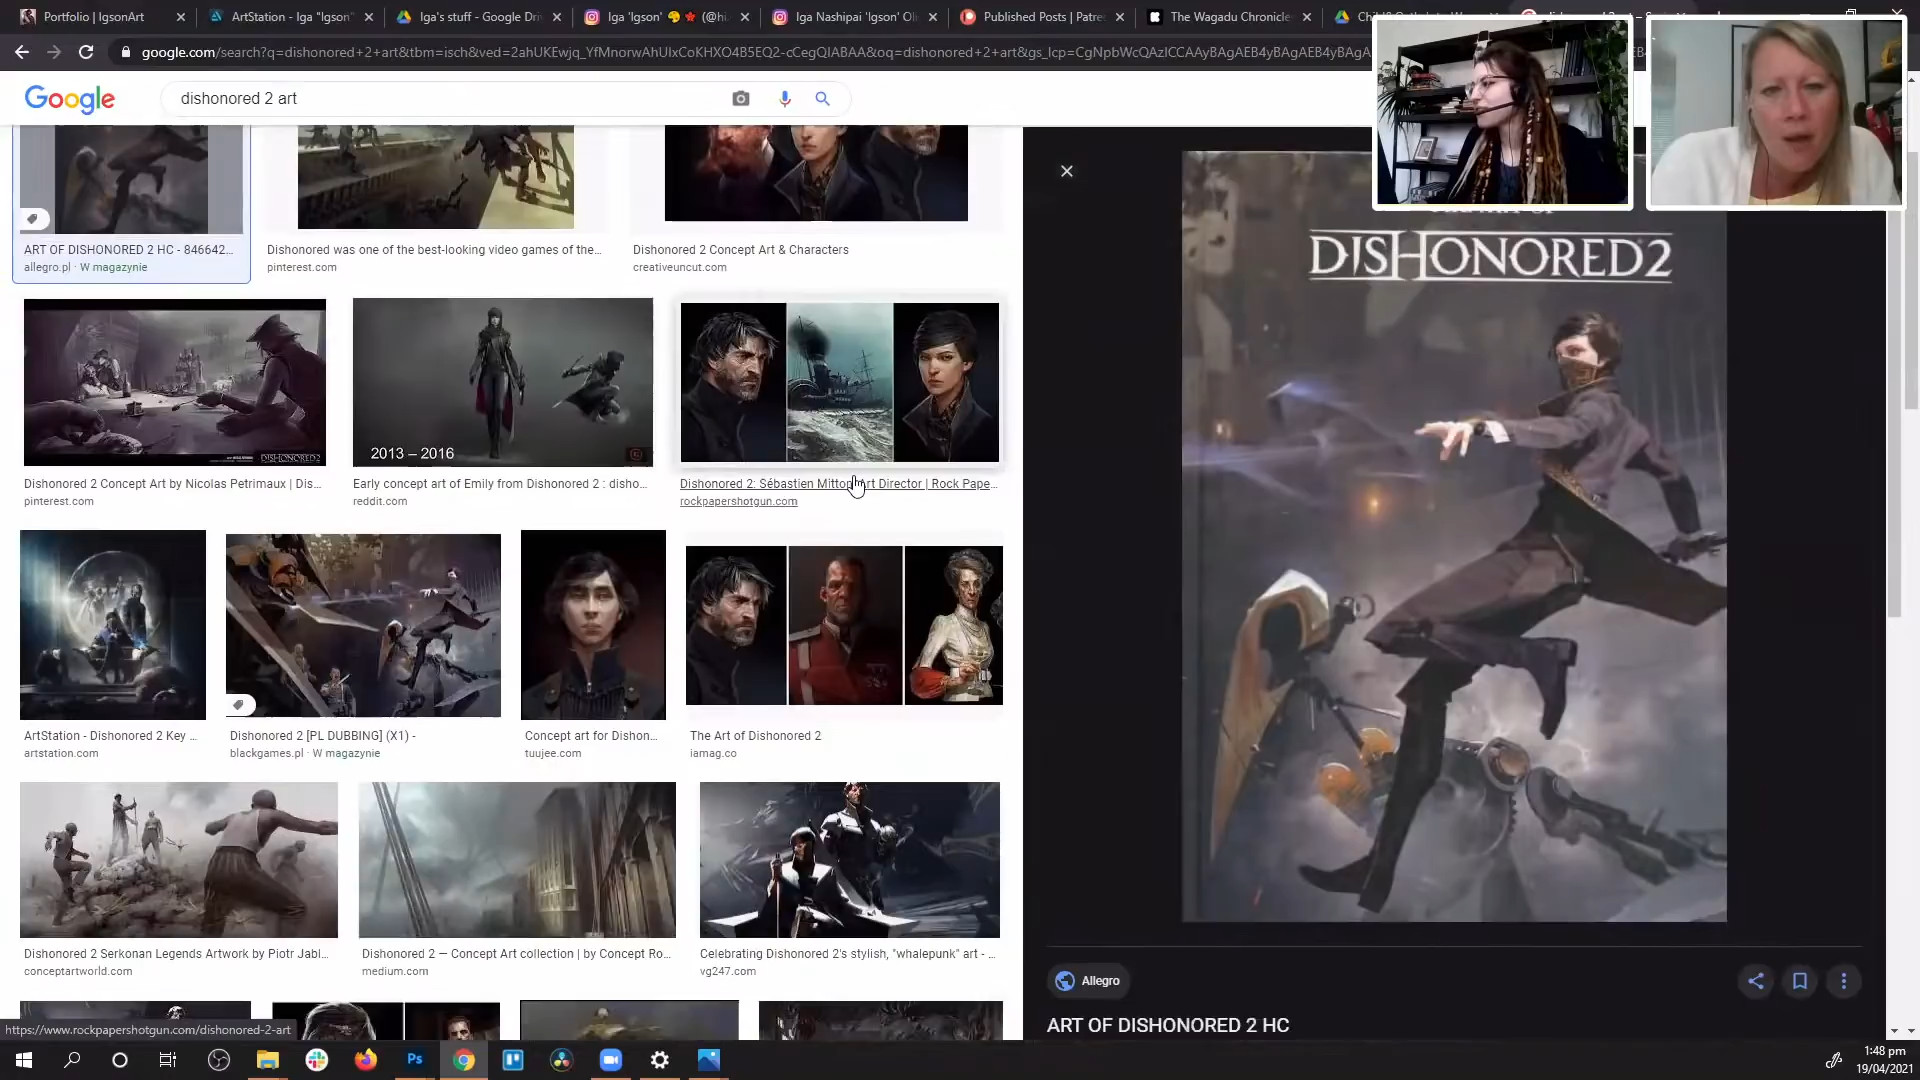 Portfolio | IgsonArt
ArtStation - Iga "Igson"
Iga's stuff - Google Dri
Iga 'Igson'
Iga Nashipai 'Igson' Oli
Published Posts | Patre
The Wagadu Chronicle
google.com/search?q=dishonored+2+art&tbm=isch&ved=2ahUKEwjq_YfMnorwAhUIxCoKHXO4B5EQ2-cCegQIABAA&oq=dishonored+2+art&gs_lcp=CgNpbWcQAzICCAAyBAgAEB4yBAgAEB4yBAgA
Google
dishonored 2 art
ART OF DISHONORED 2 HC - 846642...
allegro.pl · W magazynie
Dishonored was one of the best-looking video games of the...
pinterest.com
Dishonored 2 Concept Art & Characters
creativeuncut.com
DISHONORED2
2013 – 2016
DISHONORED2
Dishonored 2 Concept Art by Nicolas Petrimaux | Dis...
pinterest.com
Early concept art of Emily from Dishonored 2 : disho...
reddit.com
Dishonored 2: Sébastien Mitton, Art Director | Rock Pape...
rockpapershotgun.com
ArtStation - Dishonored 2 Key ...
artstation.com
Dishonored 2 [PL DUBBING] (X1) -
blackgames.pl · W magazynie
Concept art for Dishon...
tuujee.com
The Art of Dishonored 2
iamag.co
Dishonored 2 Serkonan Legends Artwork by Piotr Jabl...
conceptartworld.com
Dishonored 2 — Concept Art collection | by Concept Ro...
medium.com
Celebrating Dishonored 2's stylish, "whalepunk" art - ...
vg247.com
Allegro
ART OF DISHONORED 2 HC
https://www.rockpapershotgun.com/dishonored-2-art
Ps
1:48 pm
19/04/2021